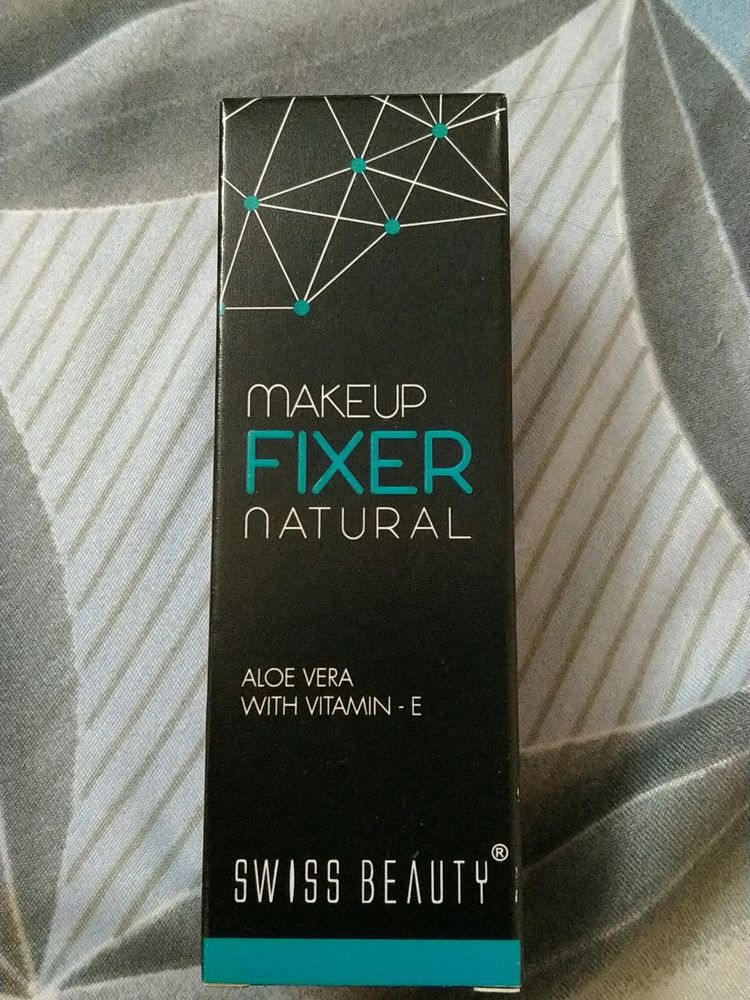 MAKEUP
FIXER
NATURAL
ALOE VERA
WITH VITAMIN - E
SWISS BEAUTY®